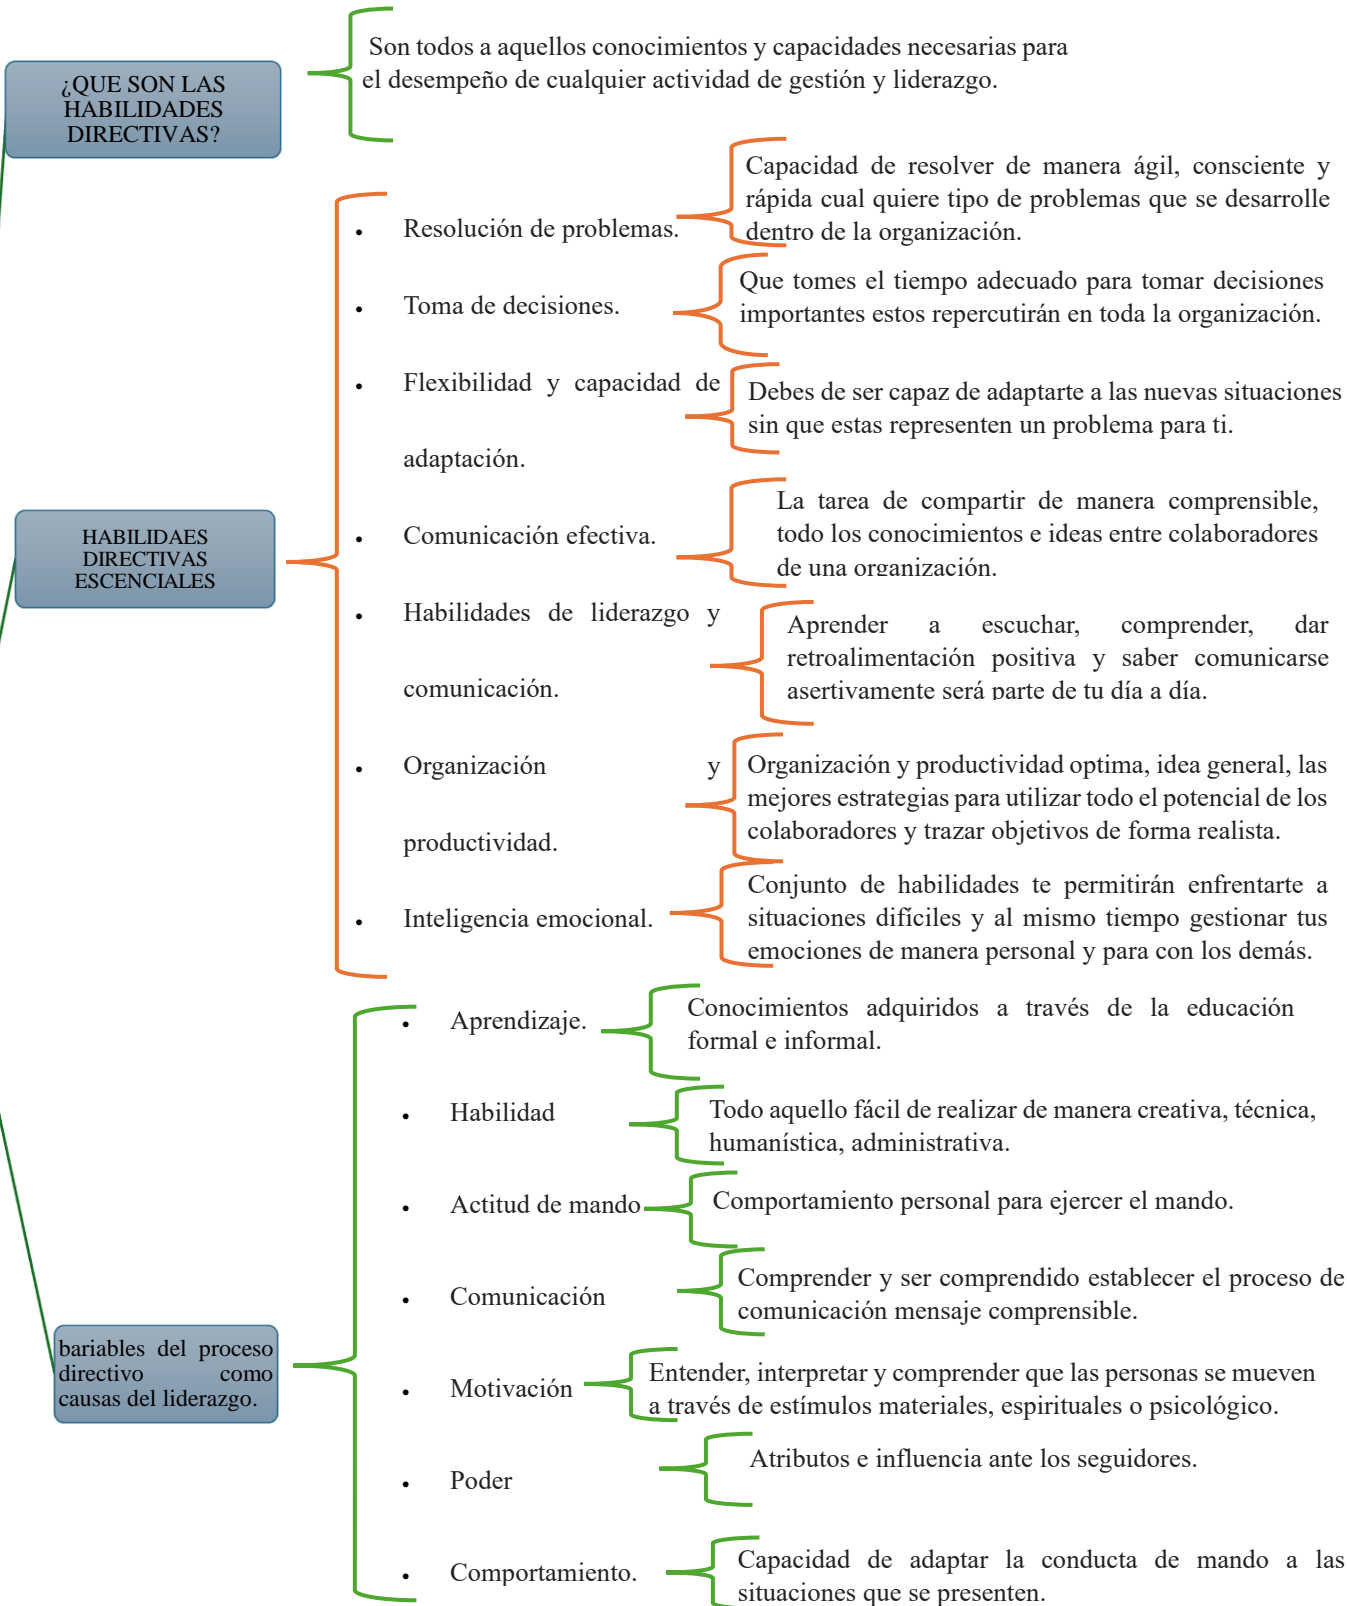 ¿QUE SON LAS
HABILIDADES
DIRECTIVAS?
Son todos a aquellos conocimientos y capacidades necesarias para
el desempeño de cualquier actividad de gestión y liderazgo.
HABILIDAES
DIRECTIVAS
ESCENCIALES
• Resolución de problemas.
Capacidad de resolver de manera ágil, consciente y
rápida cual quiere tipo de problemas que se desarrolle
dentro de la organización.
• Toma de decisiones.
Que tomes el tiempo adecuado para tomar decisiones
importantes estos repercutirán en toda la organización.
• Flexibilidad y capacidad de
adaptación.
Debes de ser capaz de adaptarte a las nuevas situaciones
sin que estas representen un problema para ti.
• Comunicación efectiva.
La tarea de compartir de manera comprensible,
todo los conocimientos e ideas entre colaboradores
de una organización.
• Habilidades de liderazgo y
comunicación.
Aprender a escuchar, comprender, dar
retroalimentación positiva y saber comunicarse
asertivamente será parte de tu día a día.
• Organización y
productividad.
Organización y productividad optima, idea general, las
mejores estrategias para utilizar todo el potencial de los
colaboradores y trazar objetivos de forma realista.
• Inteligencia emocional.
Conjunto de habilidades te permitirán enfrentarte a
situaciones difíciles y al mismo tiempo gestionar tus
emociones de manera personal y para con los demás.
bariables del proceso
directivo como
causas del liderazgo.
• Aprendizaje.
Conocimientos adquiridos a través de la educación
formal e informal.
• Habilidad
Todo aquello fácil de realizar de manera creativa, técnica,
humanística, administrativa.
• Actitud de mando
Comportamiento personal para ejercer el mando.
• Comunicación
Comprender y ser comprendido establecer el proceso de
comunicación mensaje comprensible.
• Motivación
Entender, interpretar y comprender que las personas se mueven
a través de estímulos materiales, espirituales o psicológico.
• Poder
Atributos e influencia ante los seguidores.
• Comportamiento.
Capacidad de adaptar la conducta de mando a las
situaciones que se presenten.